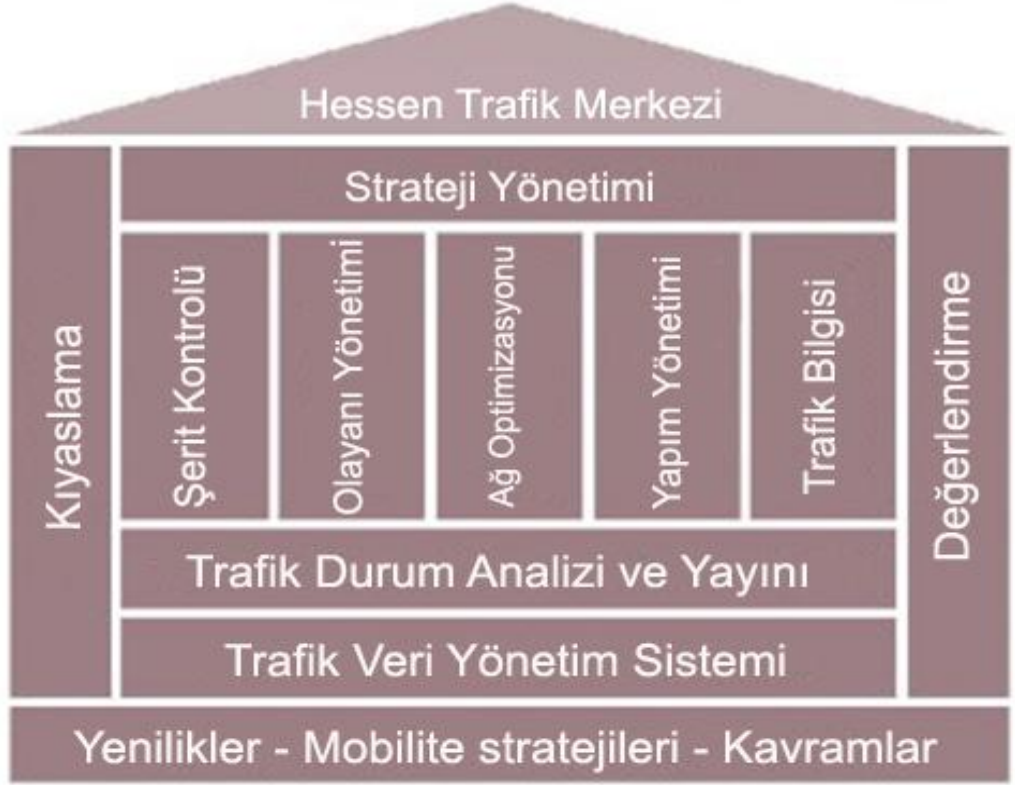 Hessen Trafik Merkezi
Strateji Yönetimi
Kıyaslama
Şerit Kontrolü
Olayanı Yönetimi
Ağ Optimizasyonu
Yapım Yönetimi
Trafik Bilgisi
Değerlendirme
Trafik Durum Analizi ve Yayını
Trafik Veri Yönetim Sistemi
Yenilikler - Mobilite stratejileri - Kavramlar